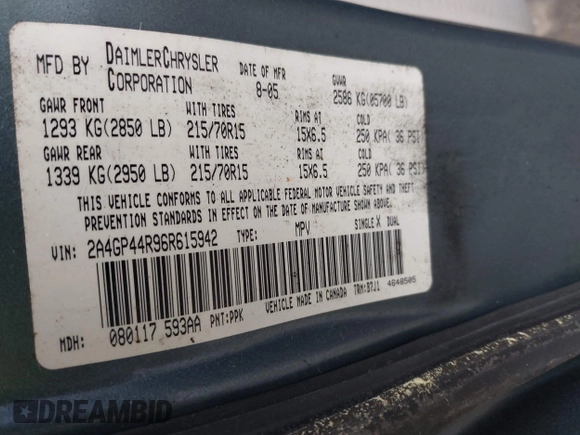 MFD BY DAIMLERCHRYSLER CORPORATION DATE OF MFR 8-05 GVWR 2586 KG(05700 LB)
GAWR FRONT WITH TIRES RIMS AT COLD
1293 KG(2850 LB) 215/70R15 15X6.5 250 KPA( 36 PSI)
GAWR REAR WITH TIRES RIMS AT COLD
1339 KG(2950 LB) 215/70R15 15X6.5 250 KPA( 36 PSI)
THIS VEHICLE CONFORMS TO ALL APPLICABLE FEDERAL MOTOR VEHICLE SAFETY AND THEFT
PREVENTION STANDARDS IN EFFECT ON THE DATE OF MANUFACTURE SHOWN ABOVE.
VIN: 2A4GP44R96R615942 TYPE: MPV SINGLE X DUAL
MDH: 080117 593AA PNT:PPK VEHICLE MADE IN CANADA TRM:B7J1 4648505
DREAMBID